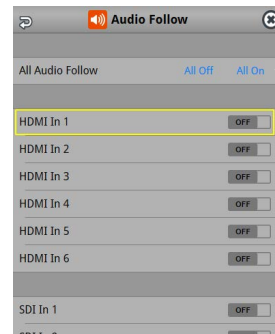 Audio Follow
All Audio Follow All Off All On
HDMI In 1 OFF
HDMI In 2 OFF
HDMI In 3 OFF
HDMI In 4 OFF
HDMI In 5 OFF
HDMI In 6 OFF
SDI In 1 OFF